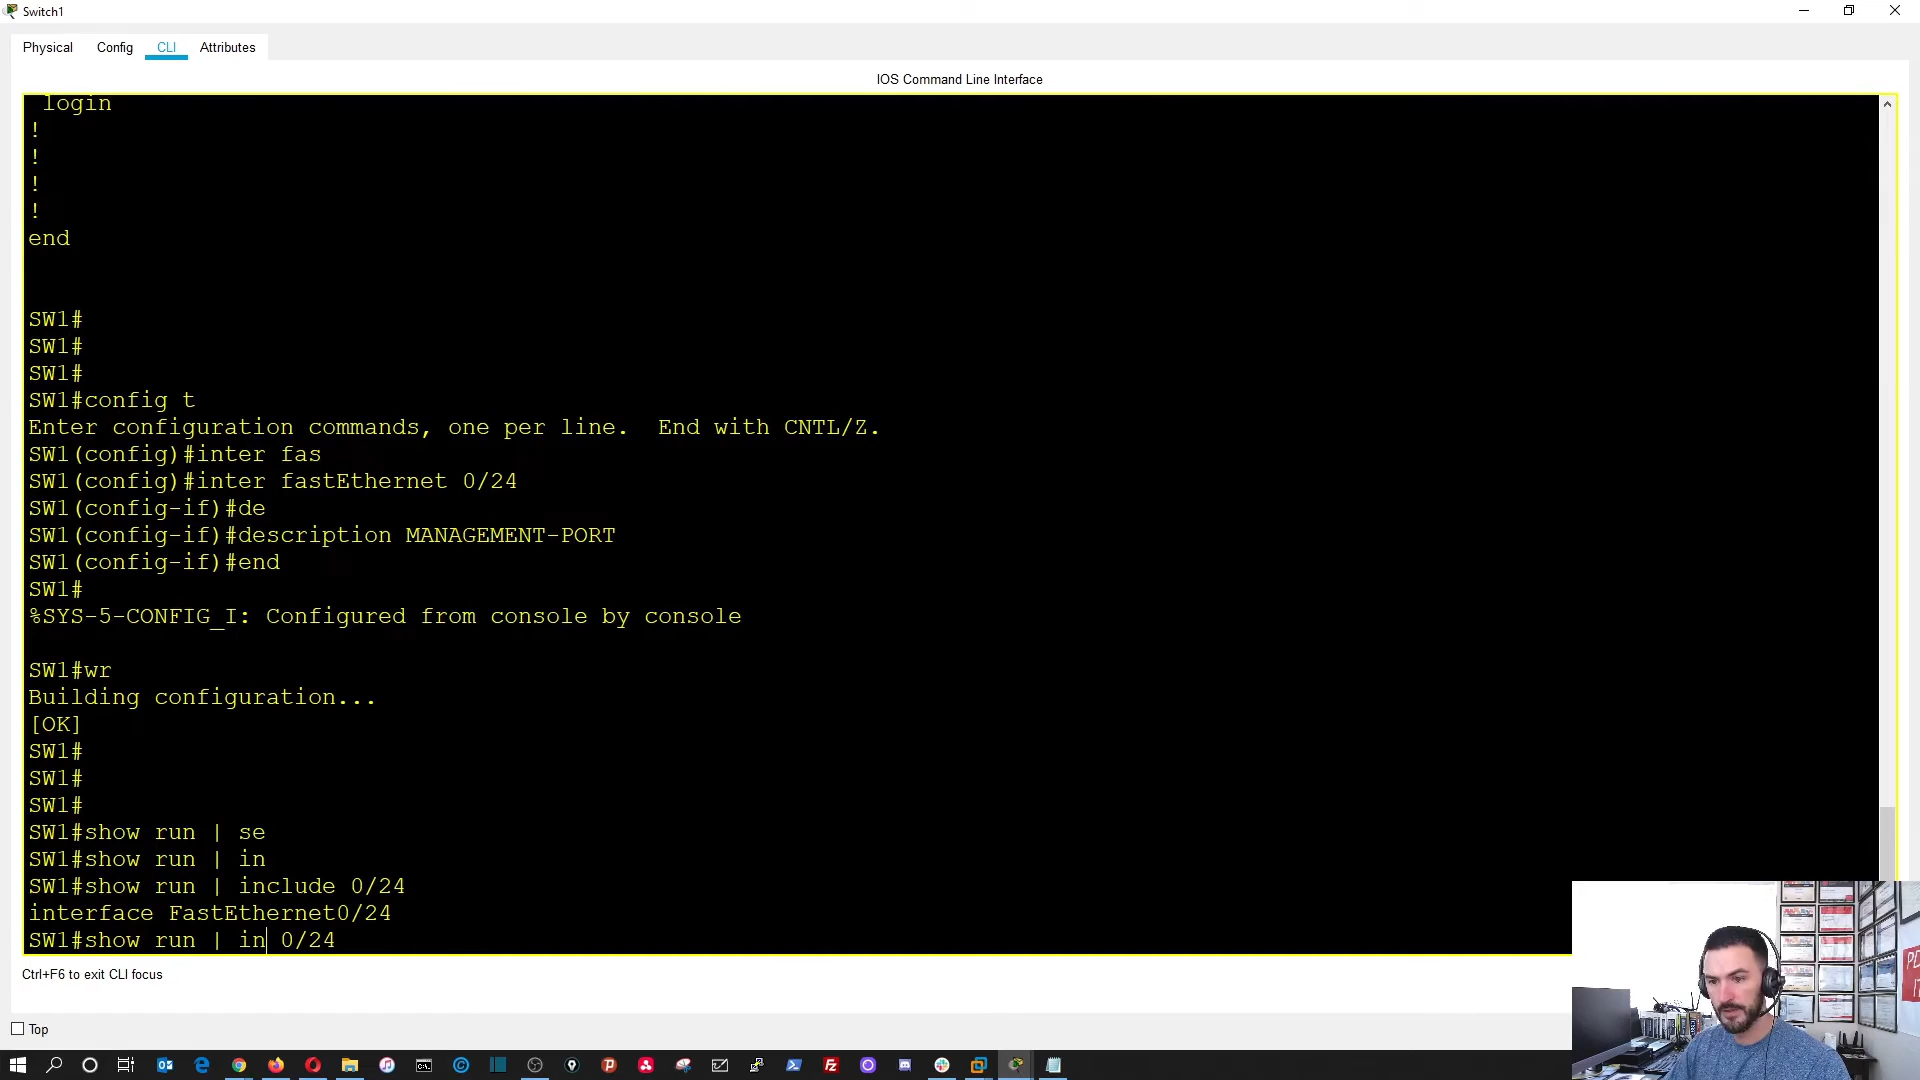 Switch1
Physical Config CLI Attributes
IOS Command Line Interface
login
!
!
!
!
end
SW1#
SW1#
SW1#
SW1#config t
Enter configuration commands, one per line.  End with CNTL/Z.
SW1(config)#inter fas
SW1(config)#inter fastEthernet 0/24
SW1(config-if)#de
SW1(config-if)#description MANAGEMENT-PORT
SW1(config-if)#end
SW1#
%SYS-5-CONFIG_I: Configured from console by console
SW1#wr
Building configuration...
[OK]
SW1#
SW1#
SW1#
SW1#show run | se
SW1#show run | in
SW1#show run | include 0/24
interface FastEthernet0/24
SW1#show run | in 0/24
Ctrl+F6 to exit CLI focus
Top